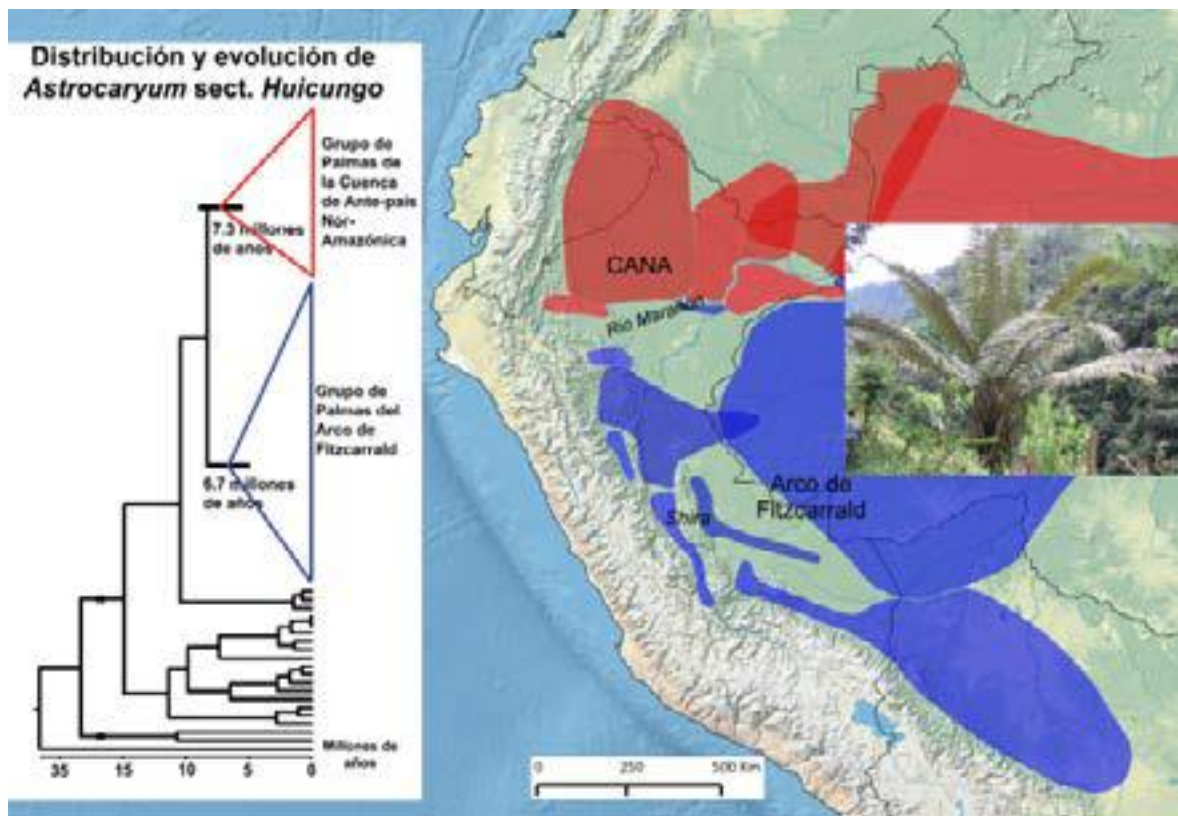 Distribución y evolución de
Astrocaryum sect. Huicungo
Grupo de
Palmas de
la Cuenca
de Ante-país
Nor-
Amazónica
7.3 millones
de años
Grupo de
Palmas del
Arco de
Fitzcarrald
6.7 millones
de años
Millones de
años
35 15 10 5 0
CANA
Rio Marañon
Arco de
Fitzcarrald
Shira
0 250 500 Km